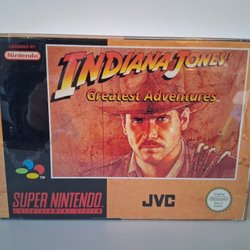 LICENSED BY
Nintendo
INDIANA JONES'
Greatest Adventures
SUPER NINTENDO
ENTERTAINMENT SYSTEM
JVC